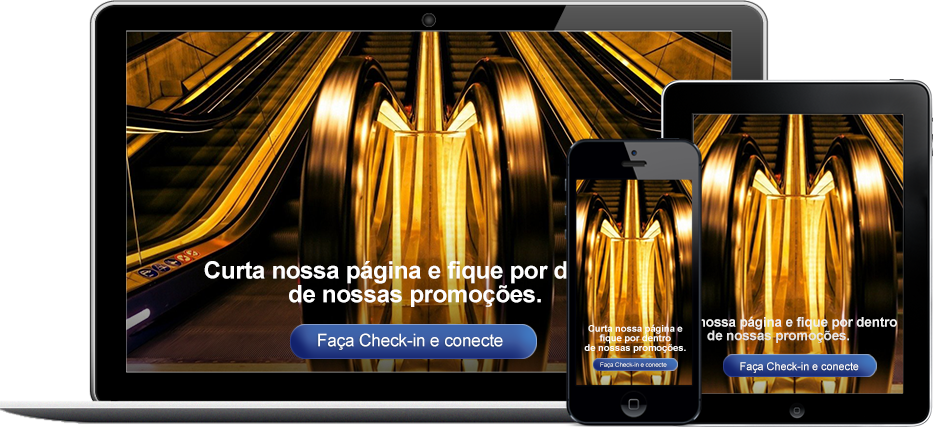 Curta nossa página e fique por d
de nossas promoções.
Faça Check-in e conecte
Curta nossa página e
fique por dentro
de nossas promoções.
Faça Check-in e conecte
nossa página e fique por dentro
de nossas promoções.
Faça Check-in e conecte